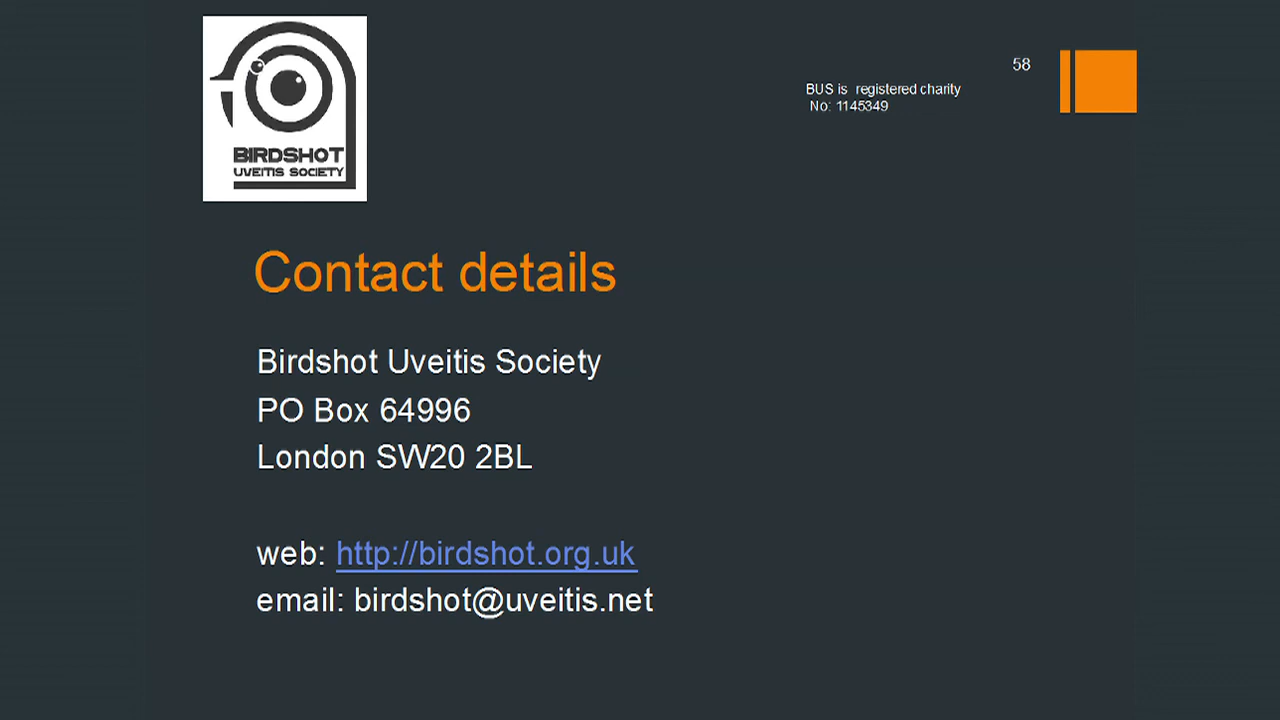 BIRDSHOT
UVEITIS SOCIETY
58
BUS is registered charity
No: 1145349
Contact details
Birdshot Uveitis Society
PO Box 64996
London SW20 2BL
web: http://birdshot.org.uk
email: birdshot@uveitis.net